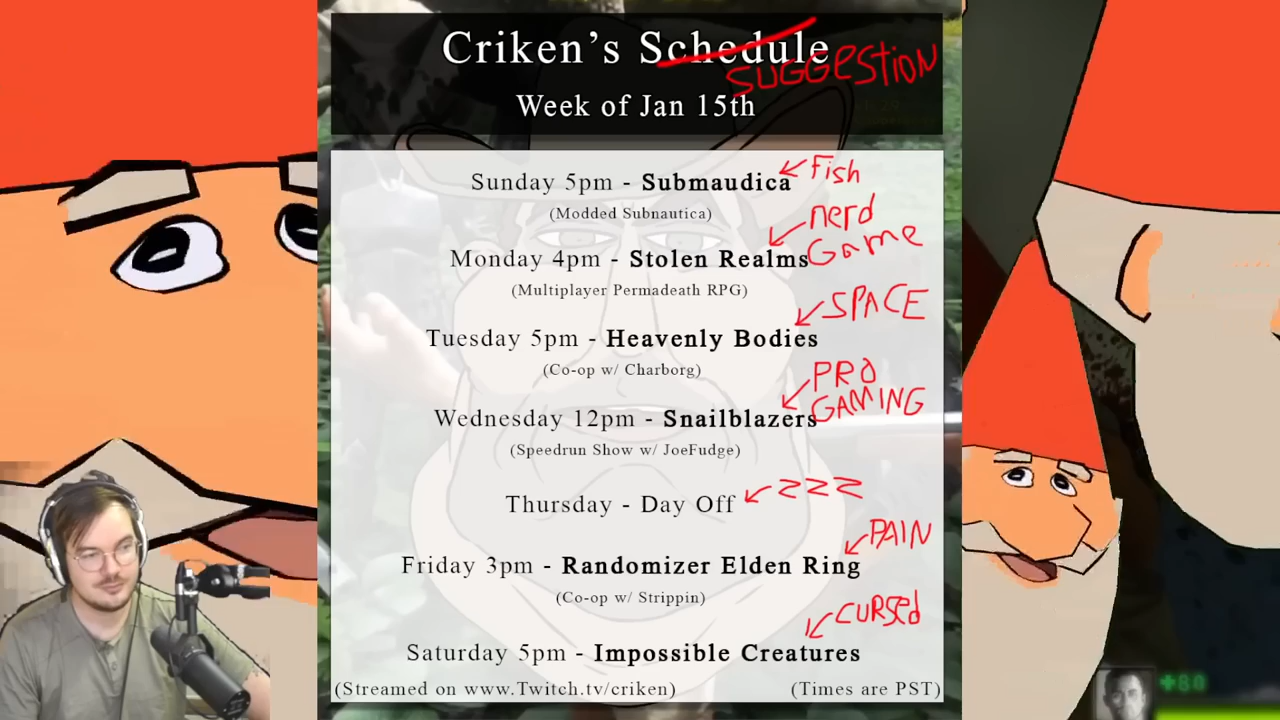 Criken's Schedule
SUGGESTION
Week of Jan 15th
Sunday 5pm - Submaudica
Fish
(Modded Subnautica)
nerd
Game
Monday 4pm - Stolen Realms
(Multiplayer Permadeath RPG)
SPACE
Tuesday 5pm - Heavenly Bodies
(Co-op w/ Charborg)
PRO
GAMING
Wednesday 12pm - Snailblazers
(Speedrun Show w/ JoeFudge)
Thursday - Day Off
ZZZ
PAIN
Friday 3pm - Randomizer Elden Ring
(Co-op w/ Strippin)
CURSEd
Saturday 5pm - Impossible Creatures
(Streamed on www.Twitch.tv/criken) (Times are PST)
+80